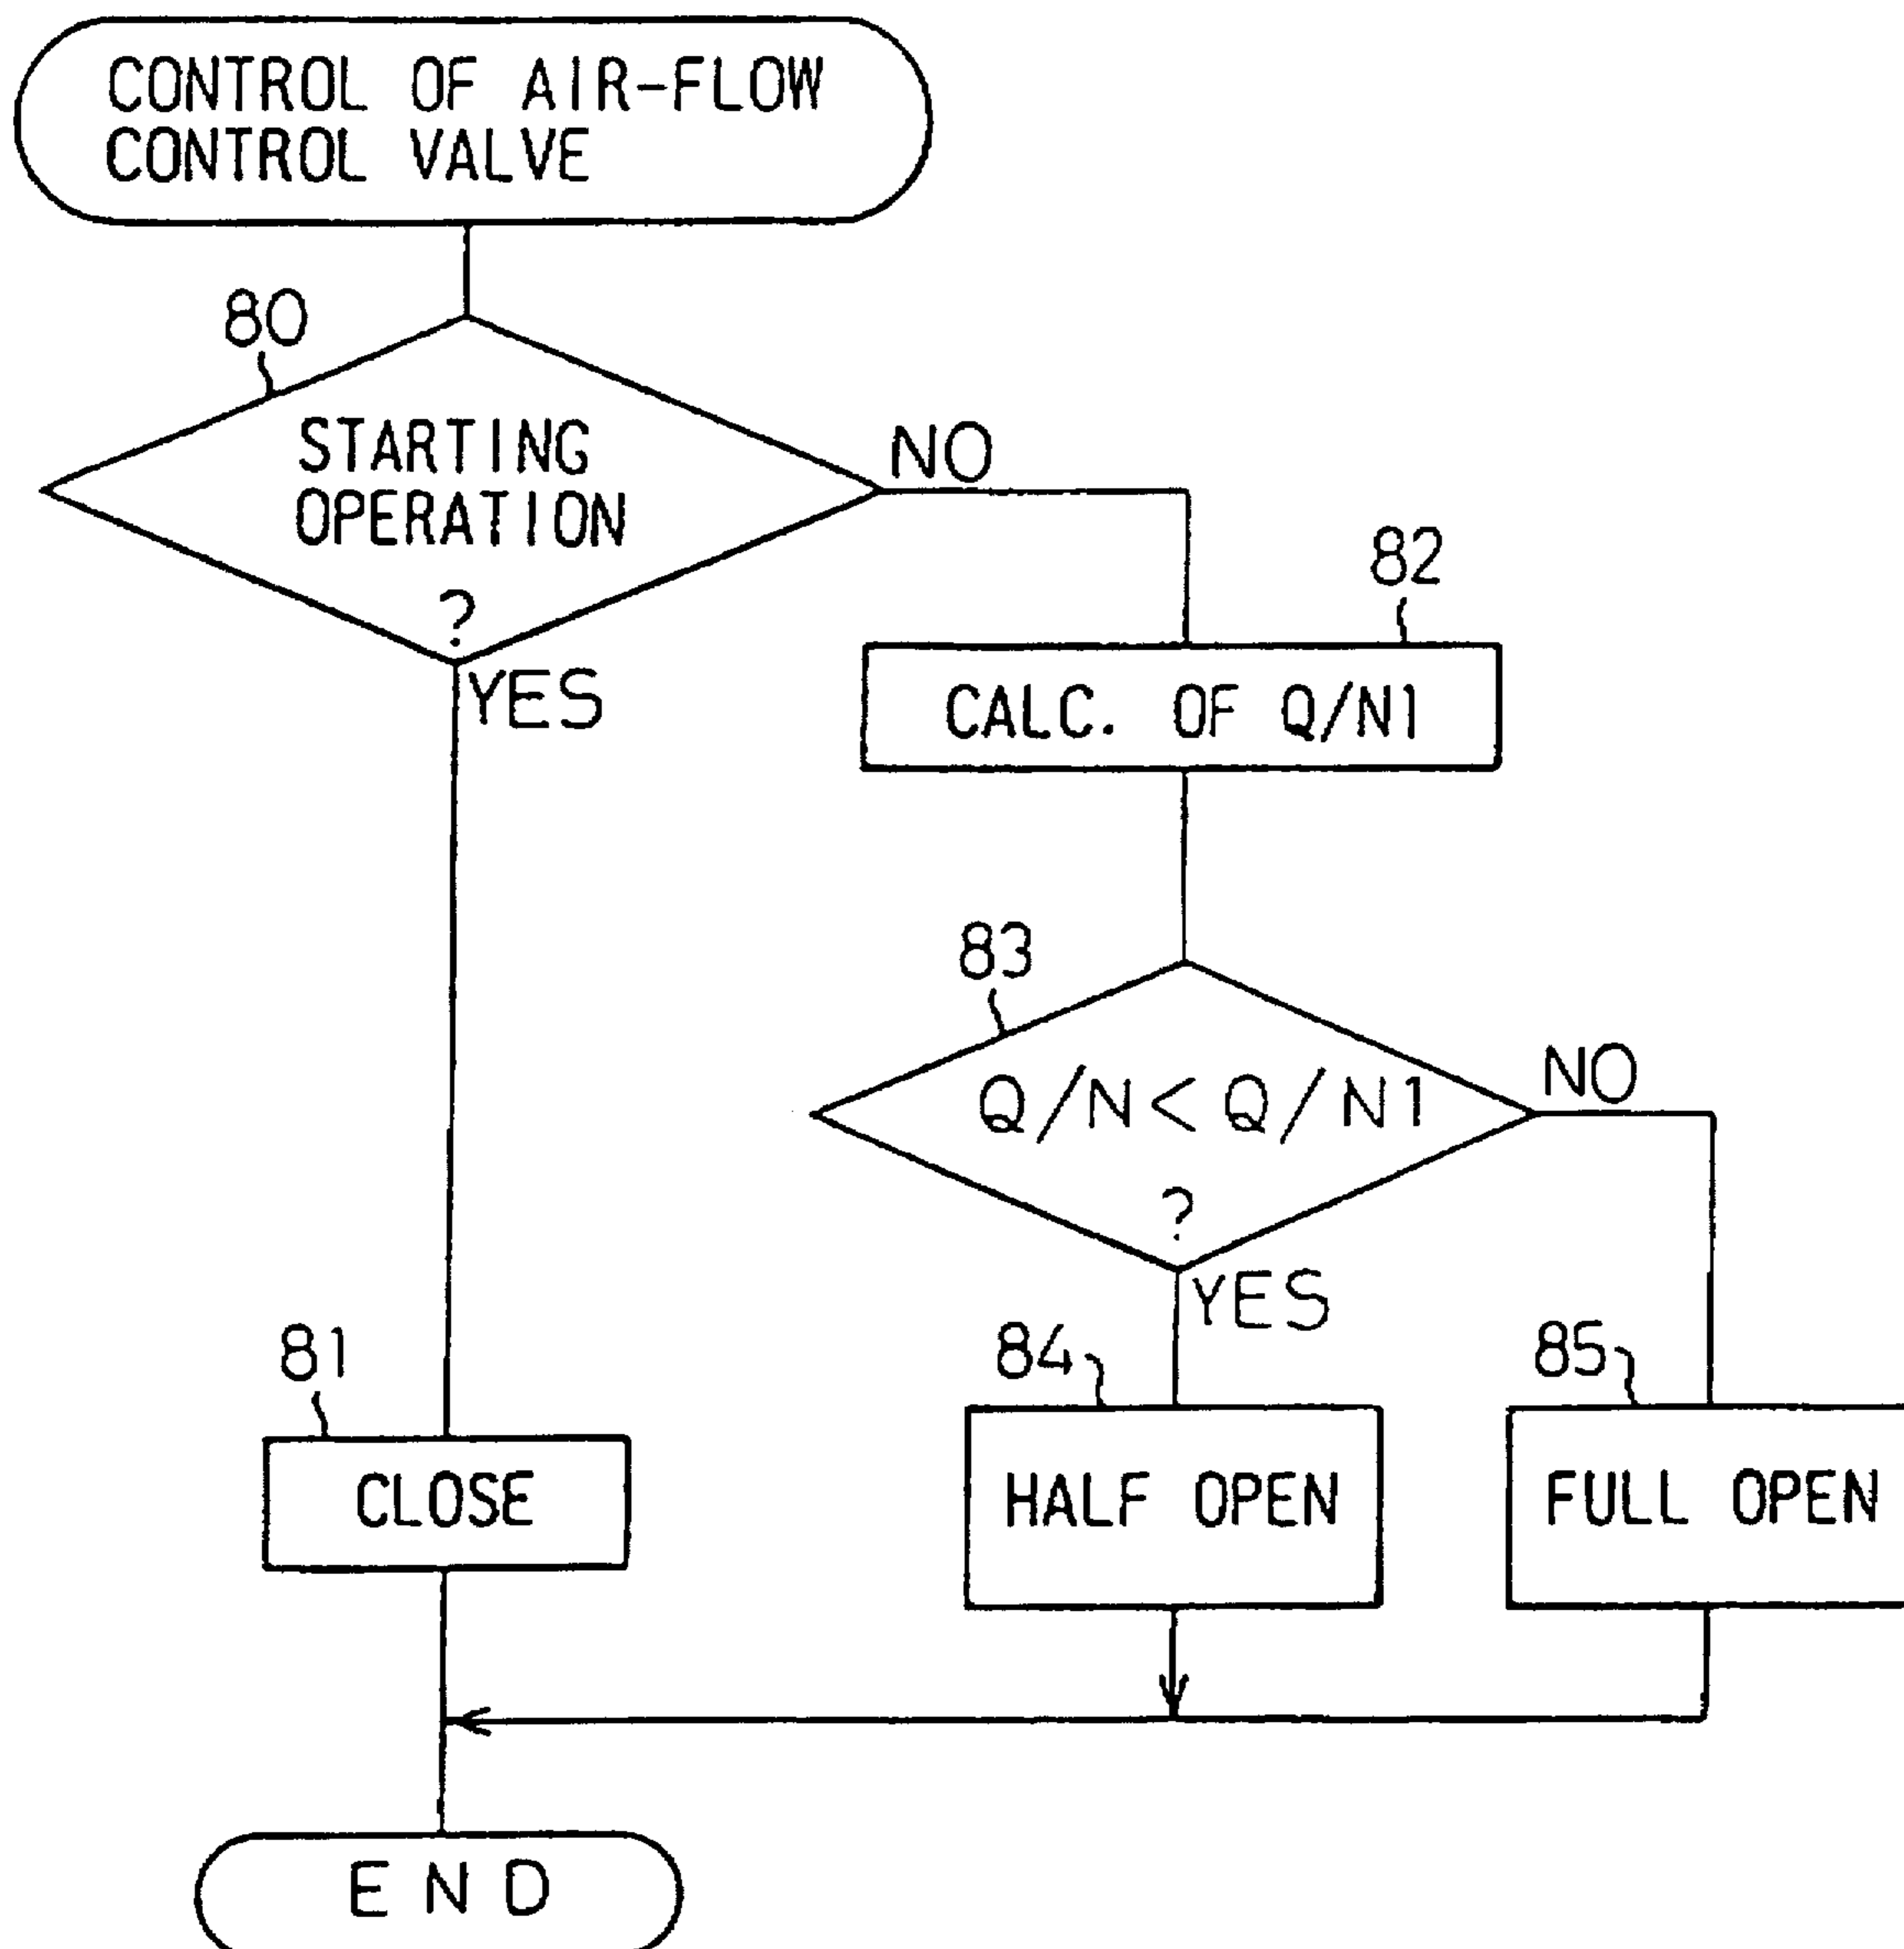 CONTROL OF AIR-FLOW
CONTROL VALVE
80
STARTING
OPERATION
?
NO
YES
82
CALC. OF Q/N1
83
Q/N < Q/N1
?
NO
YES
81
CLOSE
84
HALF OPEN
85
FULL OPEN
END